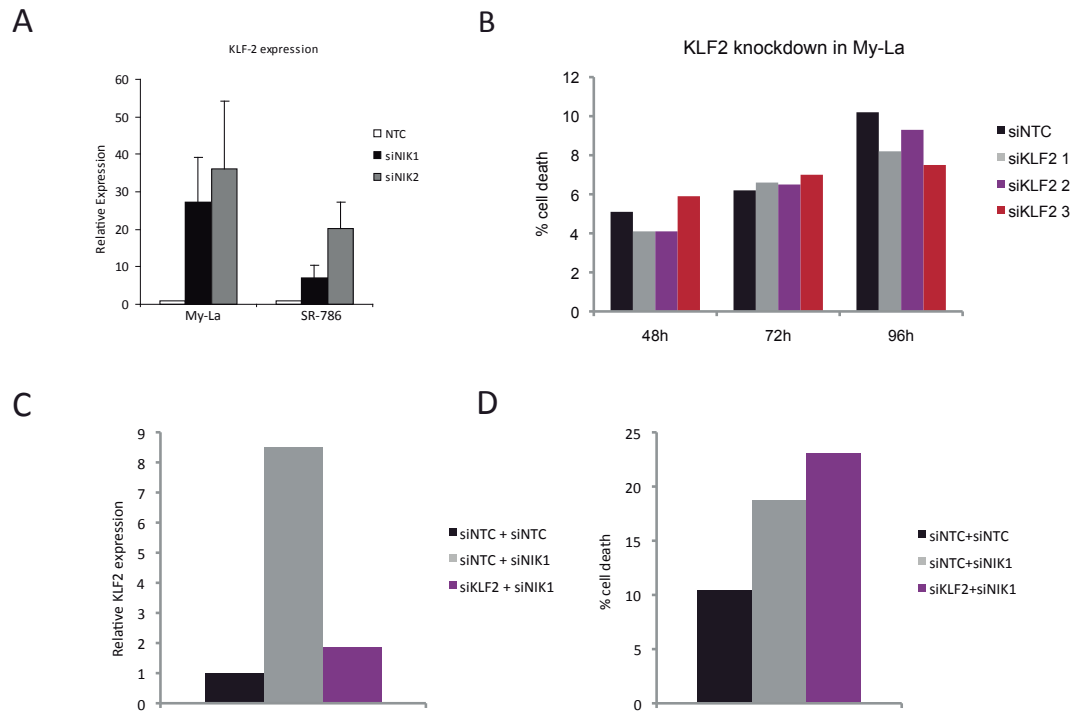 A
KLF-2 expression
Relative Expression
60
50
40
30
20
10
0
My-La
SR-786
NTC
siNIK1
siNIK2
B
KLF2 knockdown in My-La
% cell death
12
10
8
6
4
2
0
48h
72h
96h
siNTC
siKLF2 1
siKLF2 2
siKLF2 3
C
Relative KLF2 expression
9
8
7
6
5
4
3
2
1
0
siNTC + siNTC
siNTC + siNIK1
siKLF2 + siNIK1
D
% cell death
25
20
15
10
5
0
siNTC+siNTC
siNTC+siNIK1
siKLF2+siNIK1